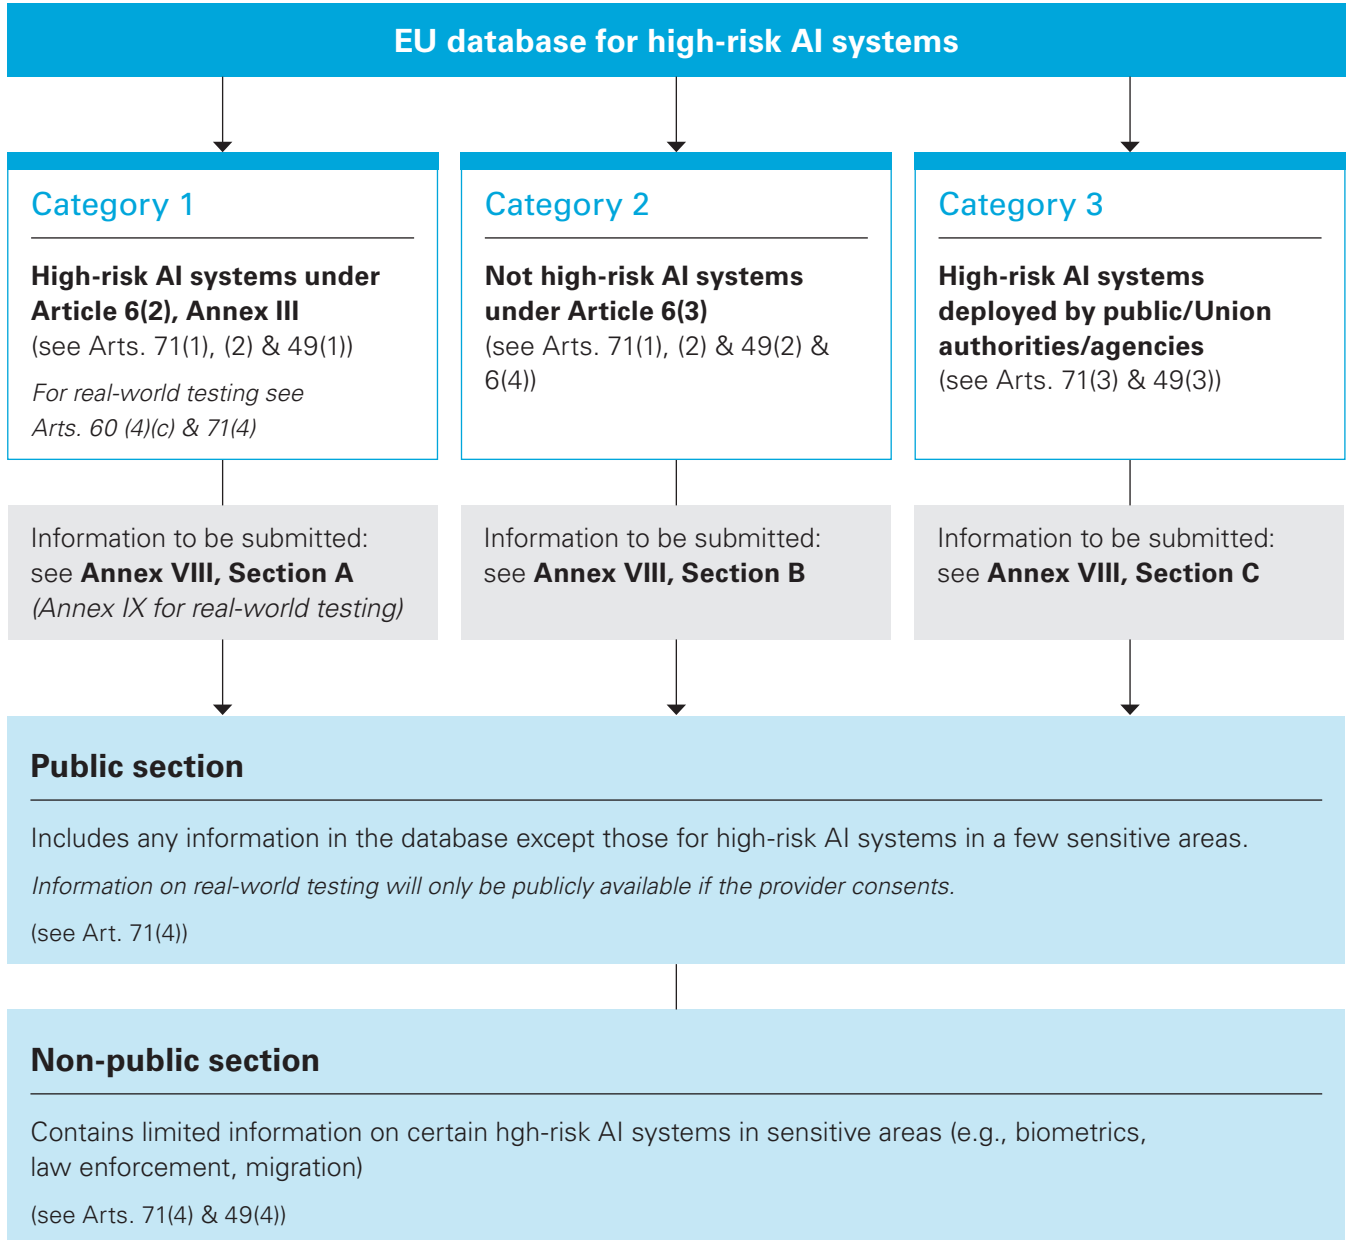 EU database for high-risk AI systems
Category 1
High-risk AI systems under
Article 6(2), Annex III
(see Arts. 71(1), (2) & 49(1))
For real-world testing see
Arts. 60 (4)(c) & 71(4)
Category 2
Not high-risk AI systems
under Article 6(3)
(see Arts. 71(1), (2) & 49(2) &
6(4))
Category 3
High-risk AI systems
deployed by public/Union
authorities/agencies
(see Arts. 71(3) & 49(3))
Information to be submitted:
see Annex VIII, Section A
(Annex IX for real-world testing)
Information to be submitted:
see Annex VIII, Section B
Information to be submitted:
see Annex VIII, Section C
Public section
Includes any information in the database except those for high-risk AI systems in a few sensitive areas.
Information on real-world testing will only be publicly available if the provider consents.
(see Art. 71(4))
Non-public section
Contains limited information on certain hgh-risk AI systems in sensitive areas (e.g., biometrics,
law enforcement, migration)
(see Arts. 71(4) & 49(4))